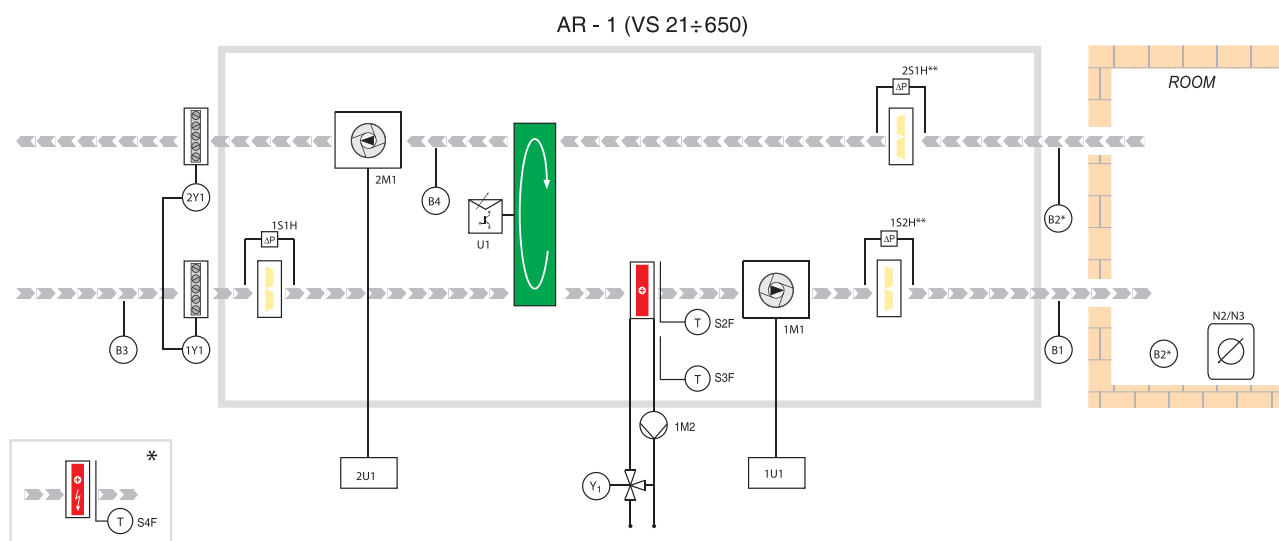 AR - 1 (VS 21÷650)
2S1H**
ΔP
ROOM
2M1
2Y1
B4
U1
B2*
1S1H
ΔP
1S2H**
ΔP
B3
1Y1
S2F
T
S3F
T
1M1
B1
B2*
N2/N3
1M2
2U1
Y1
1U1
*
T
S4F